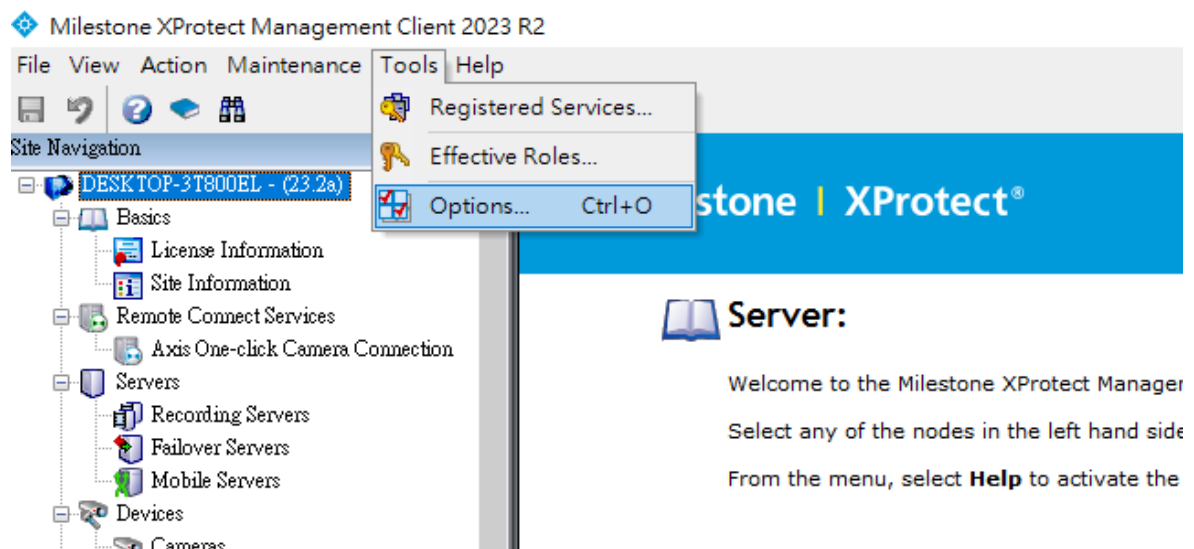 Milestone XProtect Management Client 2023 R2
File View Action Maintenance Tools Help
Registered Services...
Effective Roles...
Options... Ctrl+O
Site Navigation
DESKTOP-3T800EL - (23.2a)
Basics
License Information
Site Information
Remote Connect Services
Axis One-click Camera Connection
Servers
Recording Servers
Failover Servers
Mobile Servers
Devices
Cameras
stone | XProtect®
Server:
Welcome to the Milestone XProtect Manager
Select any of the nodes in the left hand side
From the menu, select Help to activate the